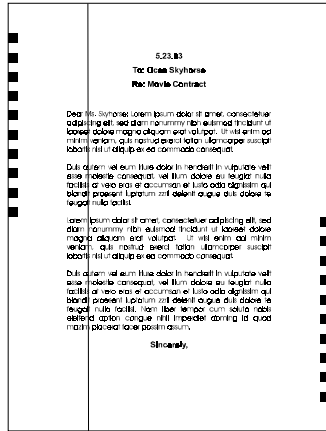 5.23.93
To: Ocean Skyhorse
Re: Movie Contract
Dear Ms. Skyhorse; Lorem ipsum dolor sit amet, consectetuer
adipiscing elit, sed diam nonummy nibh euismod tincidunt ut
laoreet dolore magna aliquam erat volutpat. Ut wisi enim ad
minim veniam, quis nostrud exerci tation ullamcorper suscipit
lobortis nisl ut aliquip ex ea commodo consequat.
Duis autem vel eum iriure dolor in hendrerit in vulputate velit
esse molestie consequat, vel illum dolore eu feugiat nulla
facilisis at vero eros et accumsan et iusto odio dignissim qui
blandit praesent luptatum zzril delenit augue duis dolore te
feugait nulla facilisi.
Lorem ipsum dolor sit amet, consectetuer adipiscing elit, sed
diam nonummy nibh euismod tincidunt ut laoreet dolore
magna aliquam erat volutpat. Ut wisi enim ad minim
veniam, quis nostrud exerci tation ullamcorper suscipit
lobortis nisl ut aliquip ex ea commodo consequat.
Duis autem vel eum iriure dolor in hendrerit in vulputate velit
esse molestie consequat, vel illum dolore eu feugiat nulla
facilisis at vero eros et accumsan et iusto odio dignissim qui
blandit praesent luptatum zzril delenit augue duis dolore te
feugait nulla facilisi. Nam liber tempor cum soluta nobis
eleifend option congue nihil imperdiet doming id quod
mazim placerat facer possim assum.
Sincerely,